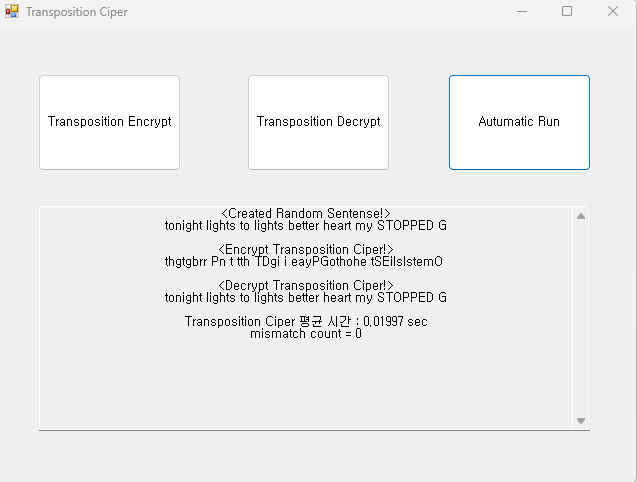 Transposition Ciper
Transposition Encrypt
Transposition Decrypt
Autumatic Run
<Created Random Sentense!>
tonight lights to lights better heart my STOPPED G
<Encrypt Transposition Ciper!>
thgtgbrr Pn t tth TDgi i eayPGothohe tSEilsIstemO
<Decrypt Transposition Ciper!>
tonight lights to lights better heart my STOPPED G
Transposition Ciper 평균 시간 : 0,01997 sec
mismatch count = 0